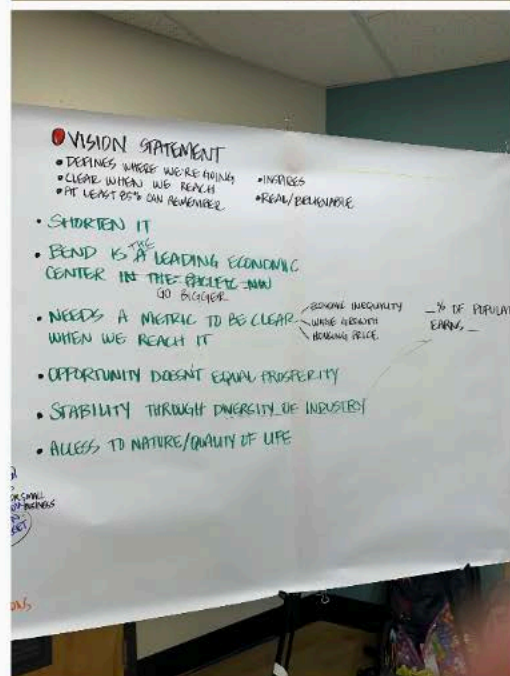 VISION STATEMENT
• DEFINES WHERE WE'RE GOING • INSPIRES
• CLEAR WHEN WE REACH • REAL/BELIEVABLE
• AT LEAST 85% CAN REMEMBER
• SHORTEN IT
THE
• BEND IS A LEADING ECONOMIC
CENTER IN THE PACIFIC NW
GO BIGGER
• NEEDS A METRIC TO BE CLEAR
WHEN WE REACH IT
ECONOMIC INEQUALITY
WAGE GROWTH
HOUSING PRICE
_% OF POPULAT
EARNS _
• OPPORTUNITY DOESN'T EQUAL PROSPERITY
• STABILITY THROUGH DIVERSITY OF INDUSTRY
• ACCESS TO NATURE/QUALITY OF LIFE
SMALL
BUSINESS